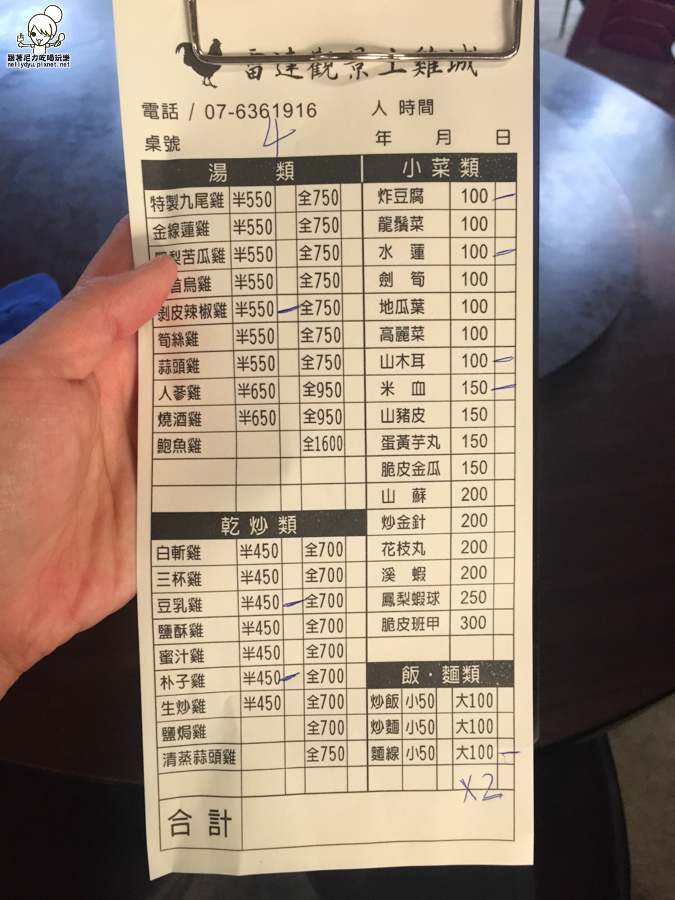 跟著尼力吃喝玩樂
nellydyu.pixnet.net
雷達觀景土雞城
電話 / 07-6361916 人 時間
桌號 4 年 月 日
湯 類
特製九尾雞 半550 全750
金線蓮雞 半550 全750
梨苦瓜雞 半550 全750
首烏雞 半550 全750
剝皮辣椒雞 半550 全750
筍絲雞 半550 全750
蒜頭雞 半550 全750
人蔘雞 半650 全950
燒酒雞 半650 全950
鮑魚雞 全1600
乾炒類
白斬雞 半450 全700
三杯雞 半450 全700
豆乳雞 半450 全700
鹽酥雞 半450 全700
蜜汁雞 半450 全700
朴子雞 半450 全700
生炒雞 半450 全700
鹽焗雞 全700
清蒸蒜頭雞 全750
合計
小菜類
炸豆腐 100
龍鬚菜 100
水蓮 100
劍筍 100
地瓜葉 100
高麗菜 100
山木耳 100
米血 150
山豬皮 150
蛋黃芋丸 150
脆皮金瓜 150
山蘇 200
炒金針 200
花枝丸 200
溪蝦 200
鳳梨蝦球 250
脆皮班甲 300
飯．麵類
炒飯 小50 大100
炒麵 小50 大100
麵線 小50 大100
X2